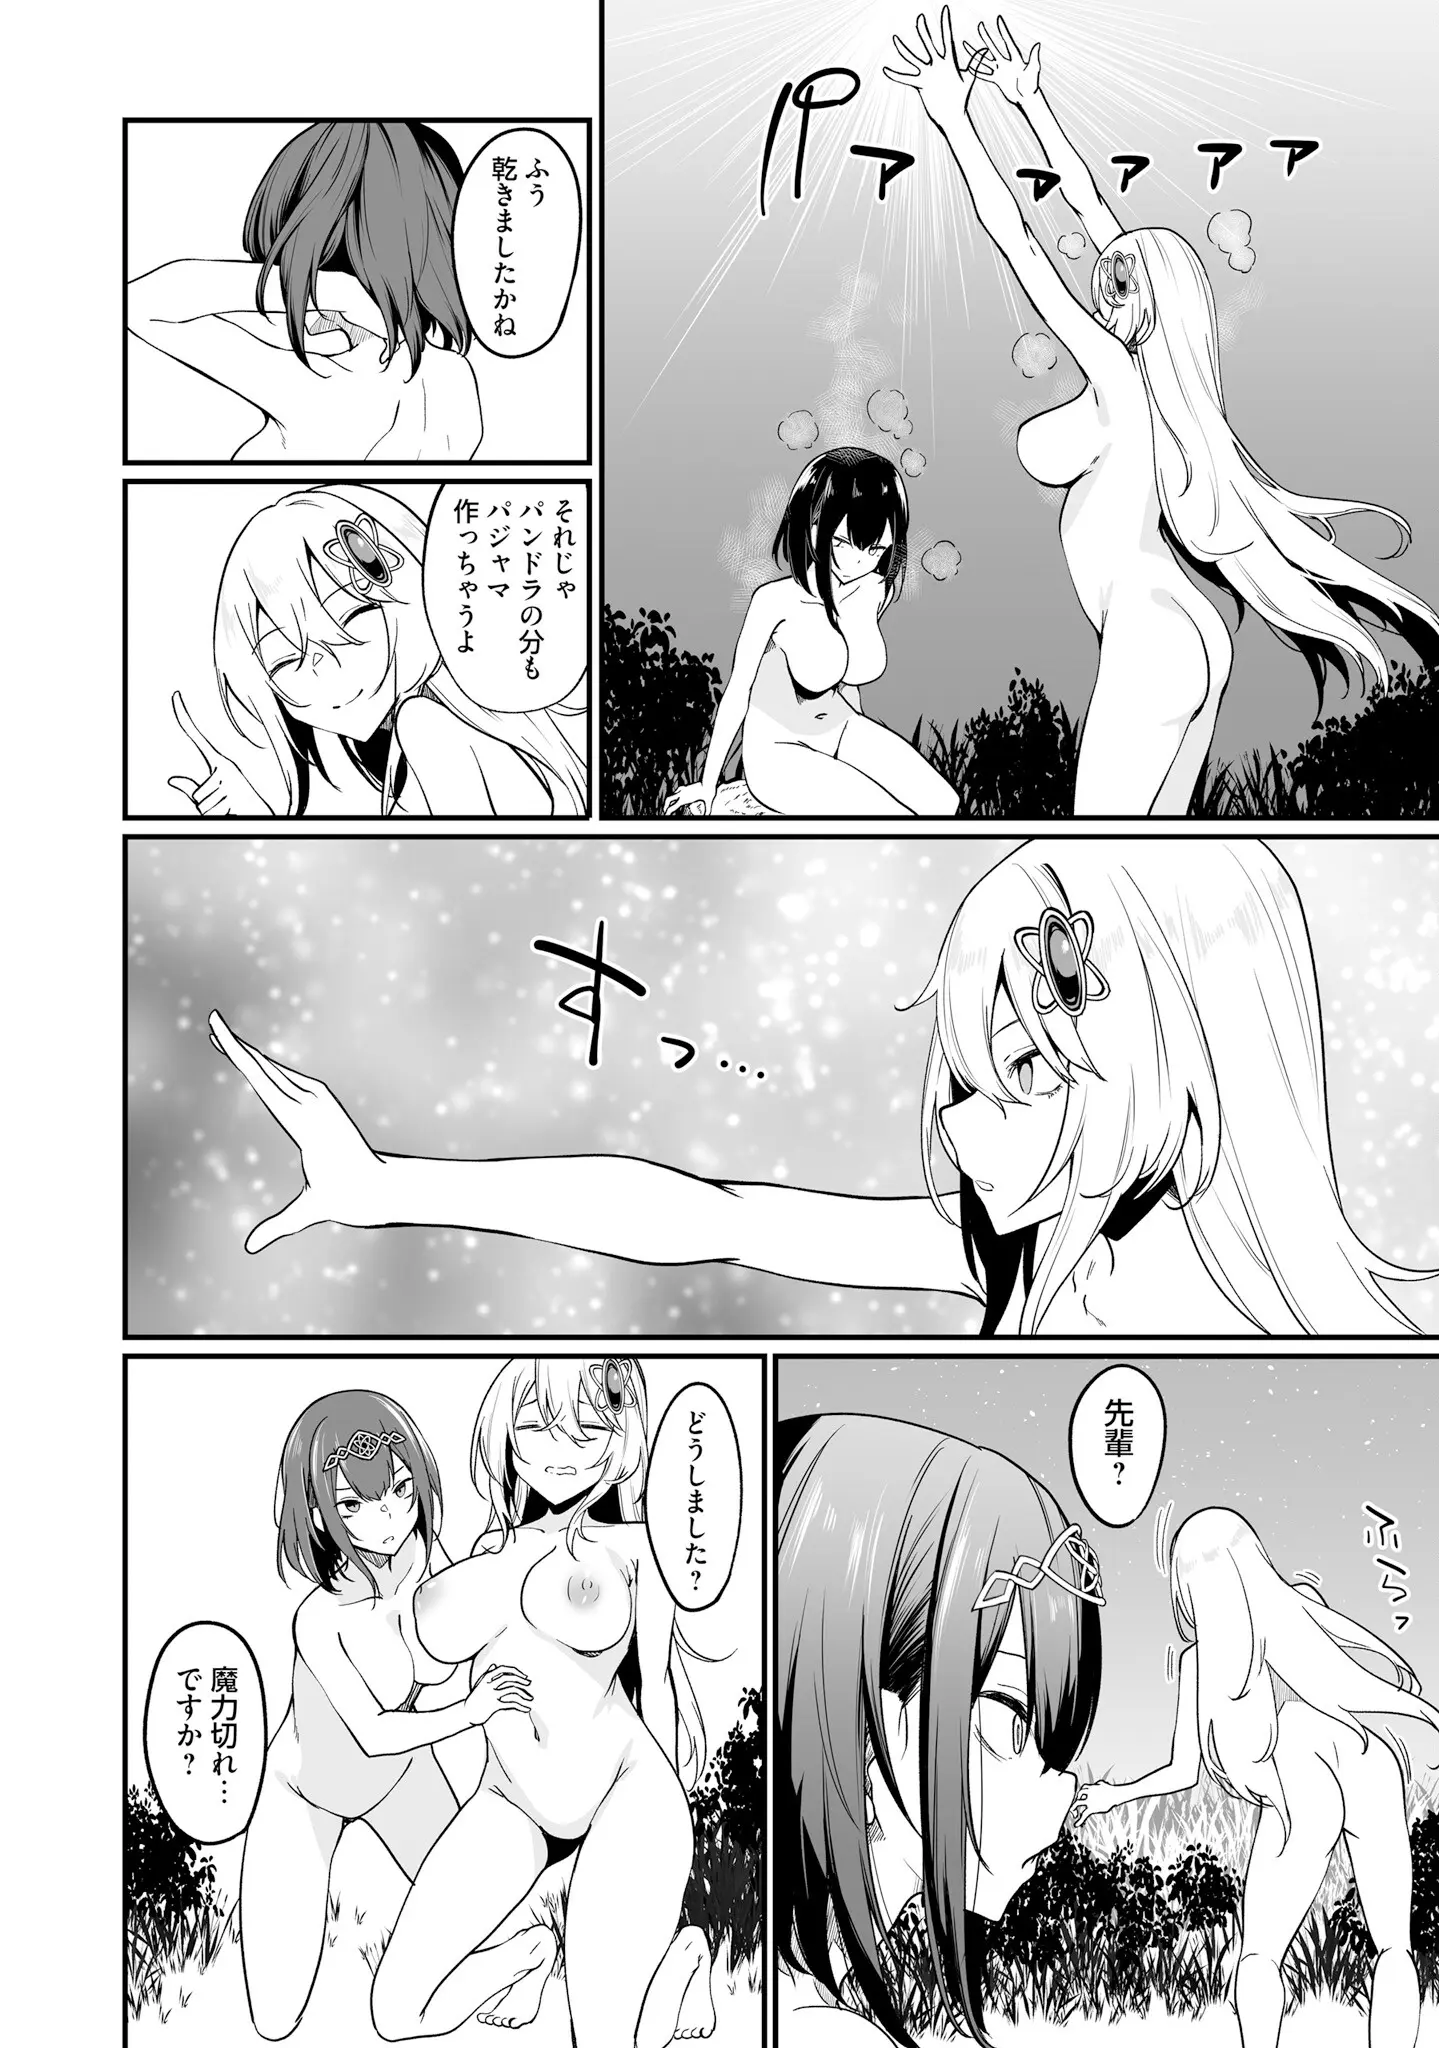 パァァァァァ
ふう
乾きましたかね
それじゃ
パンドラの分も
パジャマ
作っちゃうよ
すっ…
先輩？
ふらっ
どうしました？
魔力切れ…
ですか？